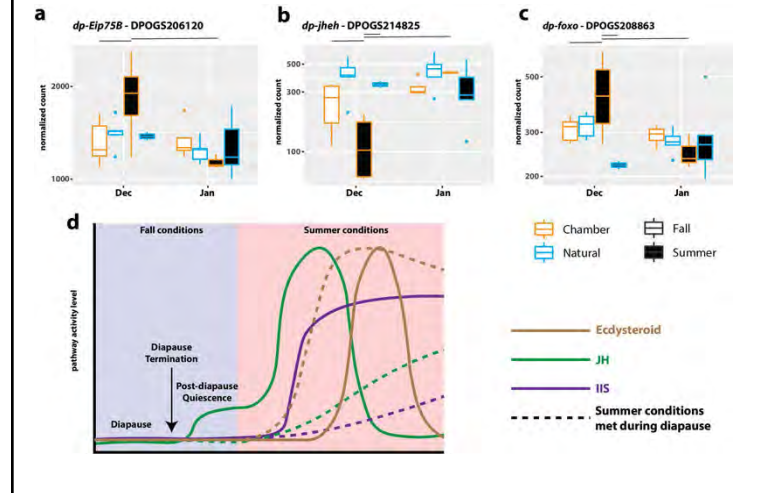 a
dp-Eip75B - DPOGS206120
normalized count
2000
1000
Dec
Jan
b
dp-jheh - DPOGS214825
normalized count
500
300
100
Dec
Jan
c
dp-foxo - DPOGS208863
normalized count
500
300
200
Dec
Jan
Chamber
Fall
Natural
Summer
d
Fall conditions
Summer conditions
pathway activity level
Diapause
Termination
Post-diapause
Quiescence
Diapause
Ecdysteroid
JH
IIS
Summer conditions
met during diapause